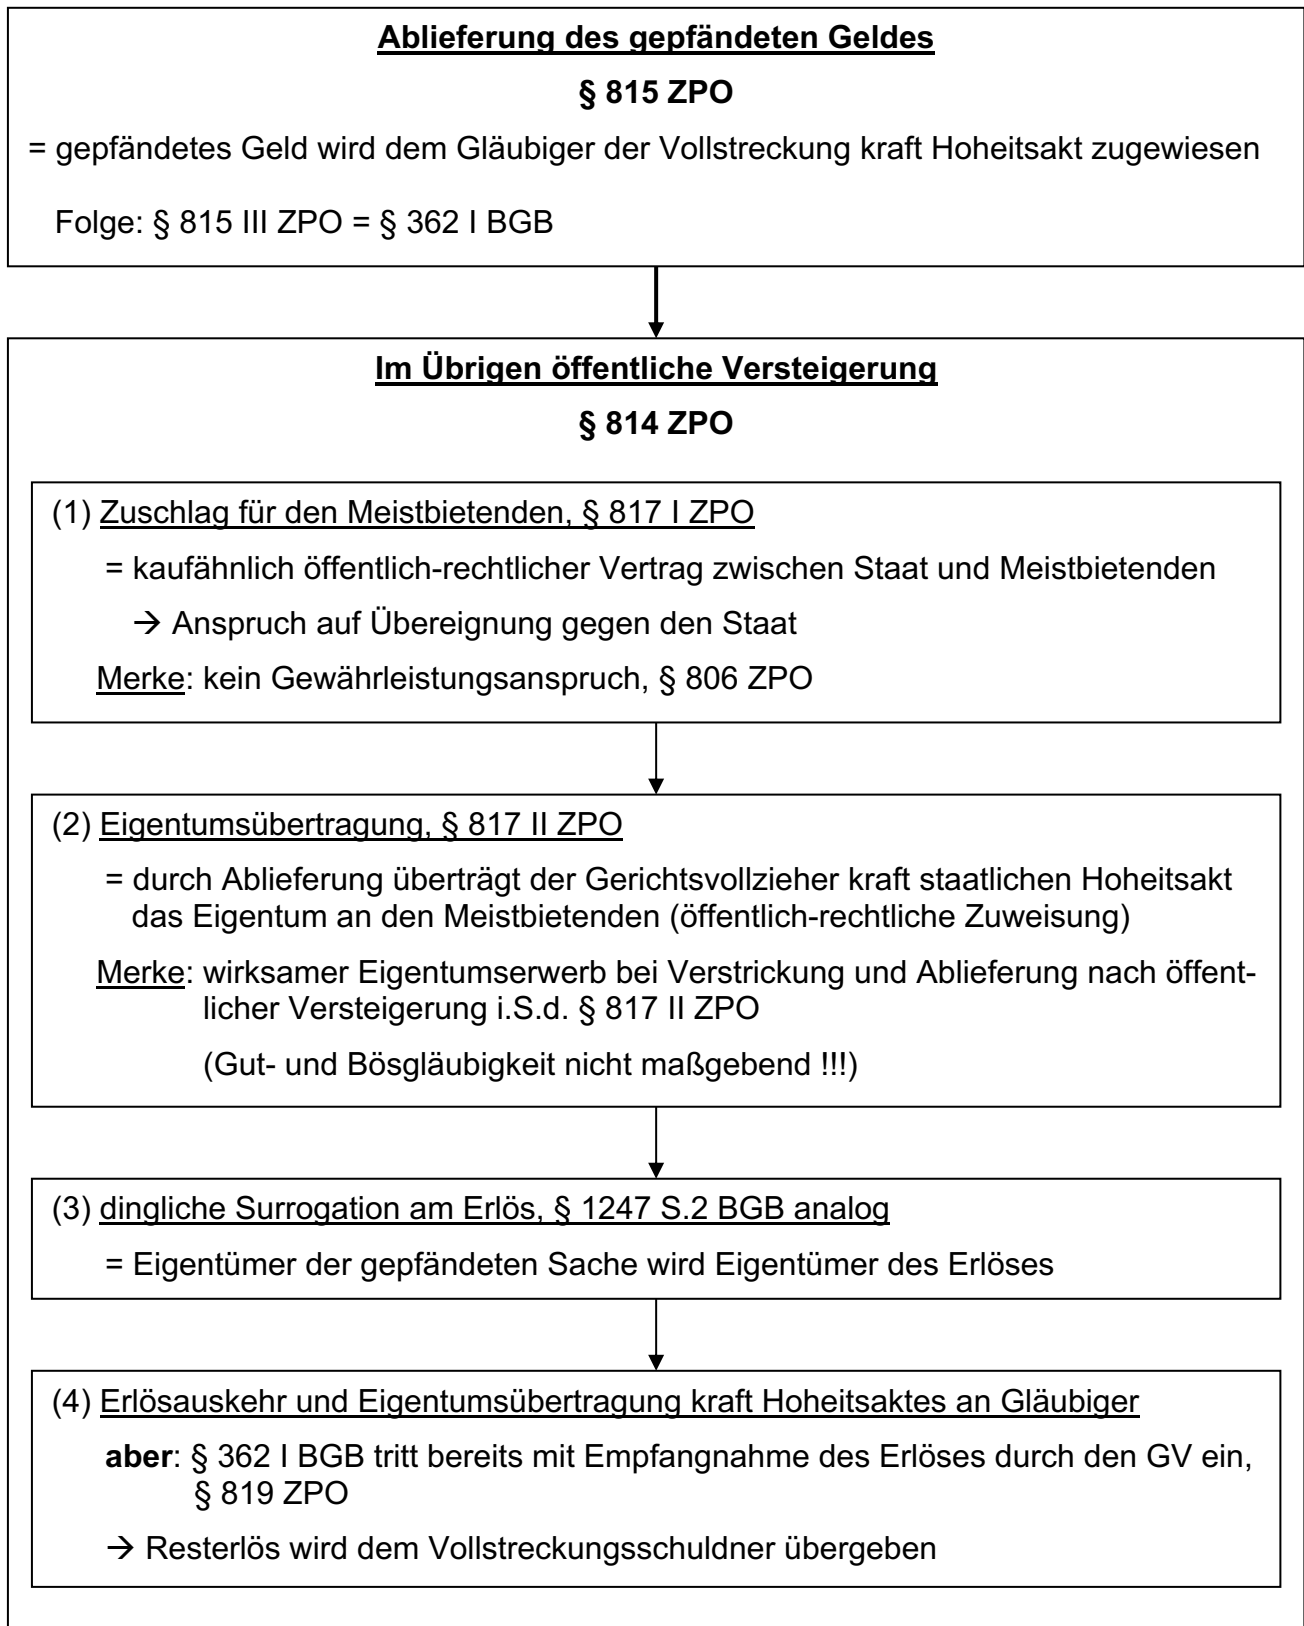 Ablieferung des gepfändeten Geldes
§ 815 ZPO
= gepfändetes Geld wird dem Gläubiger der Vollstreckung kraft Hoheitsakt zugewiesen
Folge: § 815 III ZPO = § 362 I BGB
Im Übrigen öffentliche Versteigerung
§ 814 ZPO
(1) Zuschlag für den Meistbietenden, § 817 I ZPO
= kaufähnlich öffentlich-rechtlicher Vertrag zwischen Staat und Meistbietenden
→ Anspruch auf Übereignung gegen den Staat
Merke: kein Gewährleistungsanspruch, § 806 ZPO
(2) Eigentumsübertragung, § 817 II ZPO
= durch Ablieferung überträgt der Gerichtsvollzieher kraft staatlichen Hoheitsakt
das Eigentum an den Meistbietenden (öffentlich-rechtliche Zuweisung)
Merke: wirksamer Eigentumserwerb bei Verstrickung und Ablieferung nach öffent-
licher Versteigerung i.S.d. § 817 II ZPO
(Gut- und Bösgläubigkeit nicht maßgebend !!!)
(3) dingliche Surrogation am Erlös, § 1247 S.2 BGB analog
= Eigentümer der gepfändeten Sache wird Eigentümer des Erlöses
(4) Erlösauskehr und Eigentumsübertragung kraft Hoheitsaktes an Gläubiger
aber: § 362 I BGB tritt bereits mit Empfangnahme des Erlöses durch den GV ein,
§ 819 ZPO
→ Resterlös wird dem Vollstreckungsschuldner übergeben